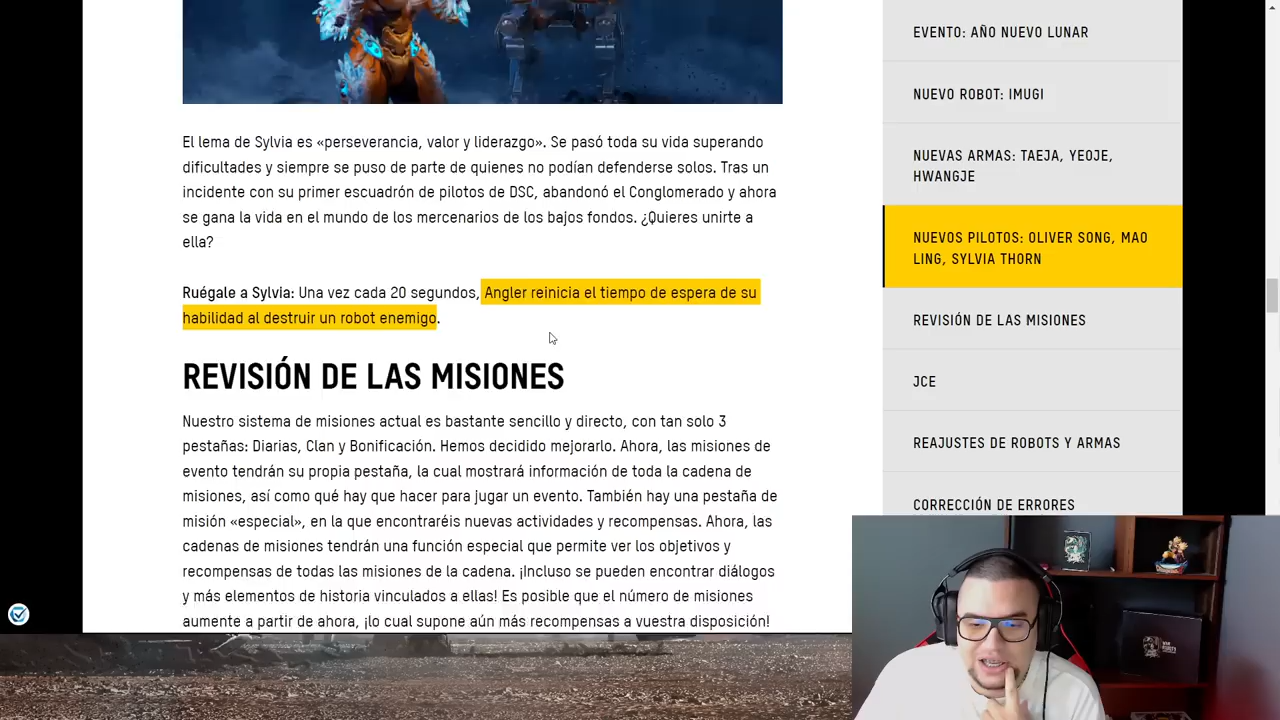 El lema de Sylvia es «perseverancia, valor y liderazgo». Se pasó toda su vida superando
dificultades y siempre se puso de parte de quienes no podían defenderse solos. Tras un
incidente con su primer escuadrón de pilotos de DSC, abandonó el Conglomerado y ahora
se gana la vida en el mundo de los mercenarios de los bajos fondos. ¿Quieres unirte a
ella?
Ruégale a Sylvia: Una vez cada 20 segundos, Angler reinicia el tiempo de espera de su
habilidad al destruir un robot enemigo.
REVISIÓN DE LAS MISIONES
Nuestro sistema de misiones actual es bastante sencillo y directo, con tan solo 3
pestañas: Diarias, Clan y Bonificación. Hemos decidido mejorarlo. Ahora, las misiones de
evento tendrán su propia pestaña, la cual mostrará información de toda la cadena de
misiones, así como qué hay que hacer para jugar un evento. También hay una pestaña de
misión «especial», en la que encontraréis nuevas actividades y recompensas. Ahora, las
cadenas de misiones tendrán una función especial que permite ver los objetivos y
recompensas de todas las misiones de la cadena. ¡Incluso se pueden encontrar diálogos
y más elementos de historia vinculados a ellas! Es posible que el número de misiones
aumente a partir de ahora, ¡lo cual supone aún más recompensas a vuestra disposición!
EVENTO: AÑO NUEVO LUNAR
NUEVO ROBOT: IMUGI
NUEVAS ARMAS: TAEJA, YEOJE,
HWANGJE
NUEVOS PILOTOS: OLIVER SONG, MAO
LING, SYLVIA THORN
REVISIÓN DE LAS MISIONES
JCE
REAJUSTES DE ROBOTS Y ARMAS
CORRECCIÓN DE ERRORES